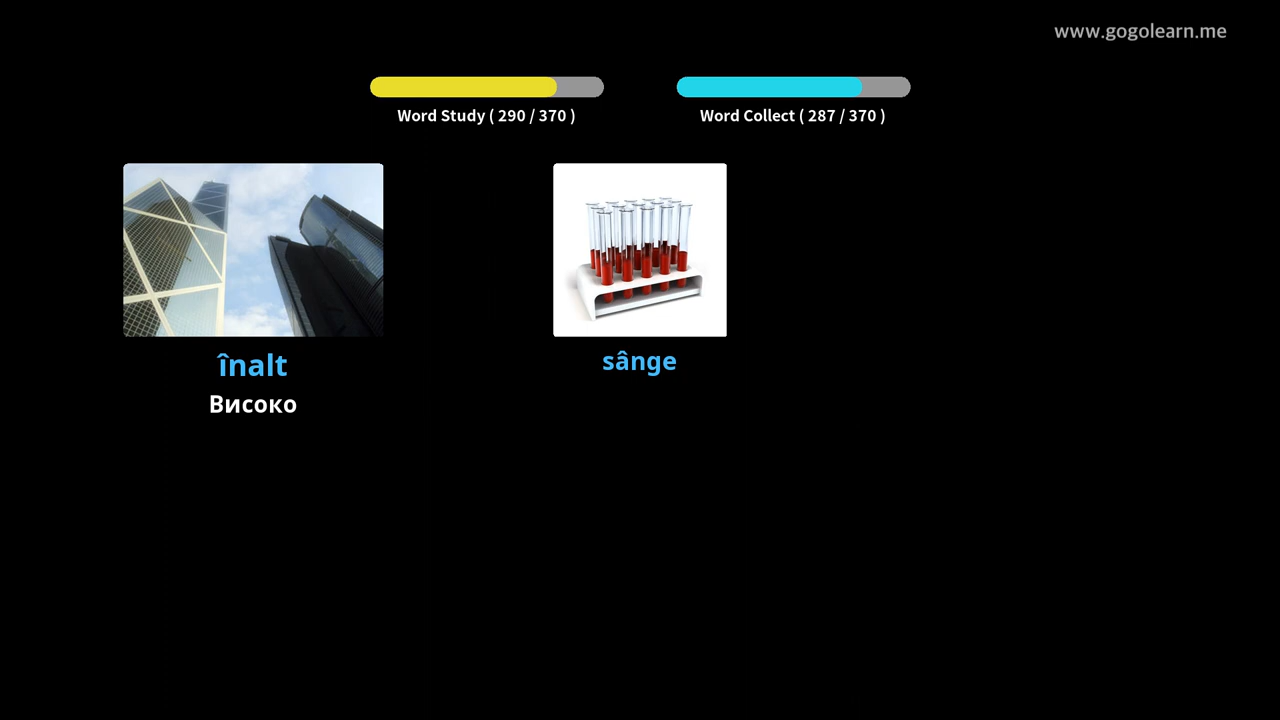 www.gogolearn.me
Word Study ( 290 / 370 )
Word Collect ( 287 / 370 )
înalt
Високо
sânge